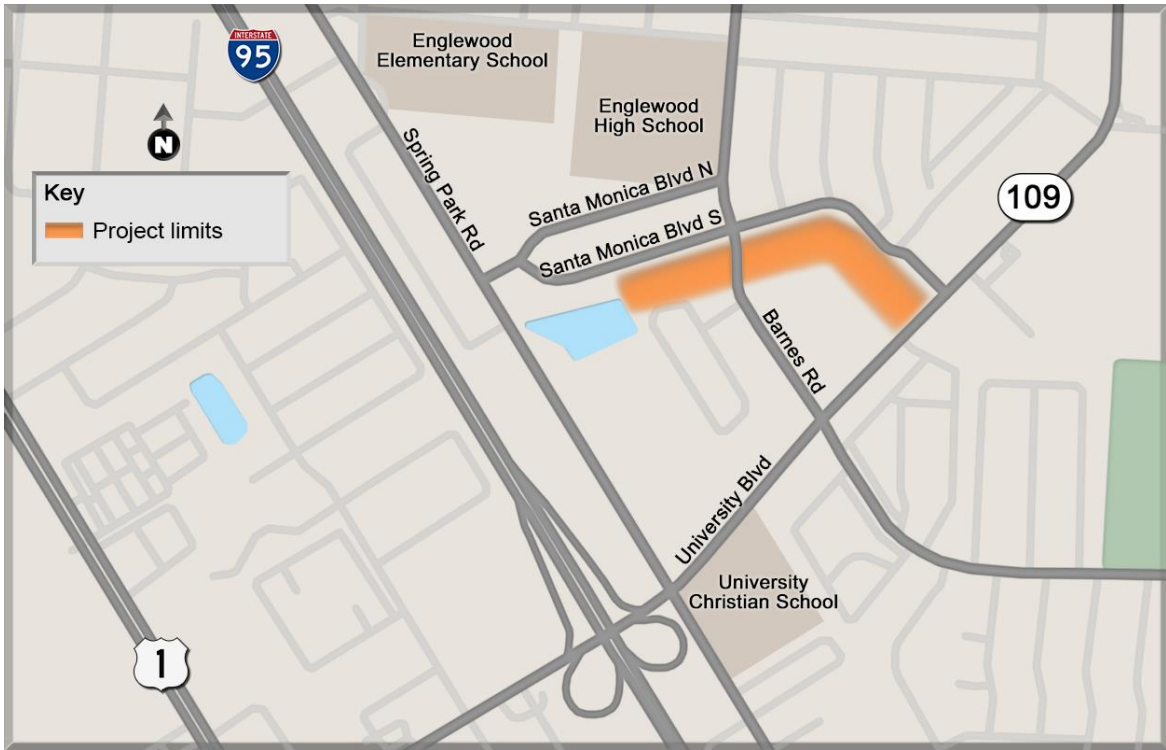 INTERSTATE
95
Englewood
Elementary School
Englewood
High School
N
Spring Park Rd
Santa Monica Blvd N
109
Key
Project limits
Santa Monica Blvd S
Barnes Rd
University Blvd
University
Christian School
1